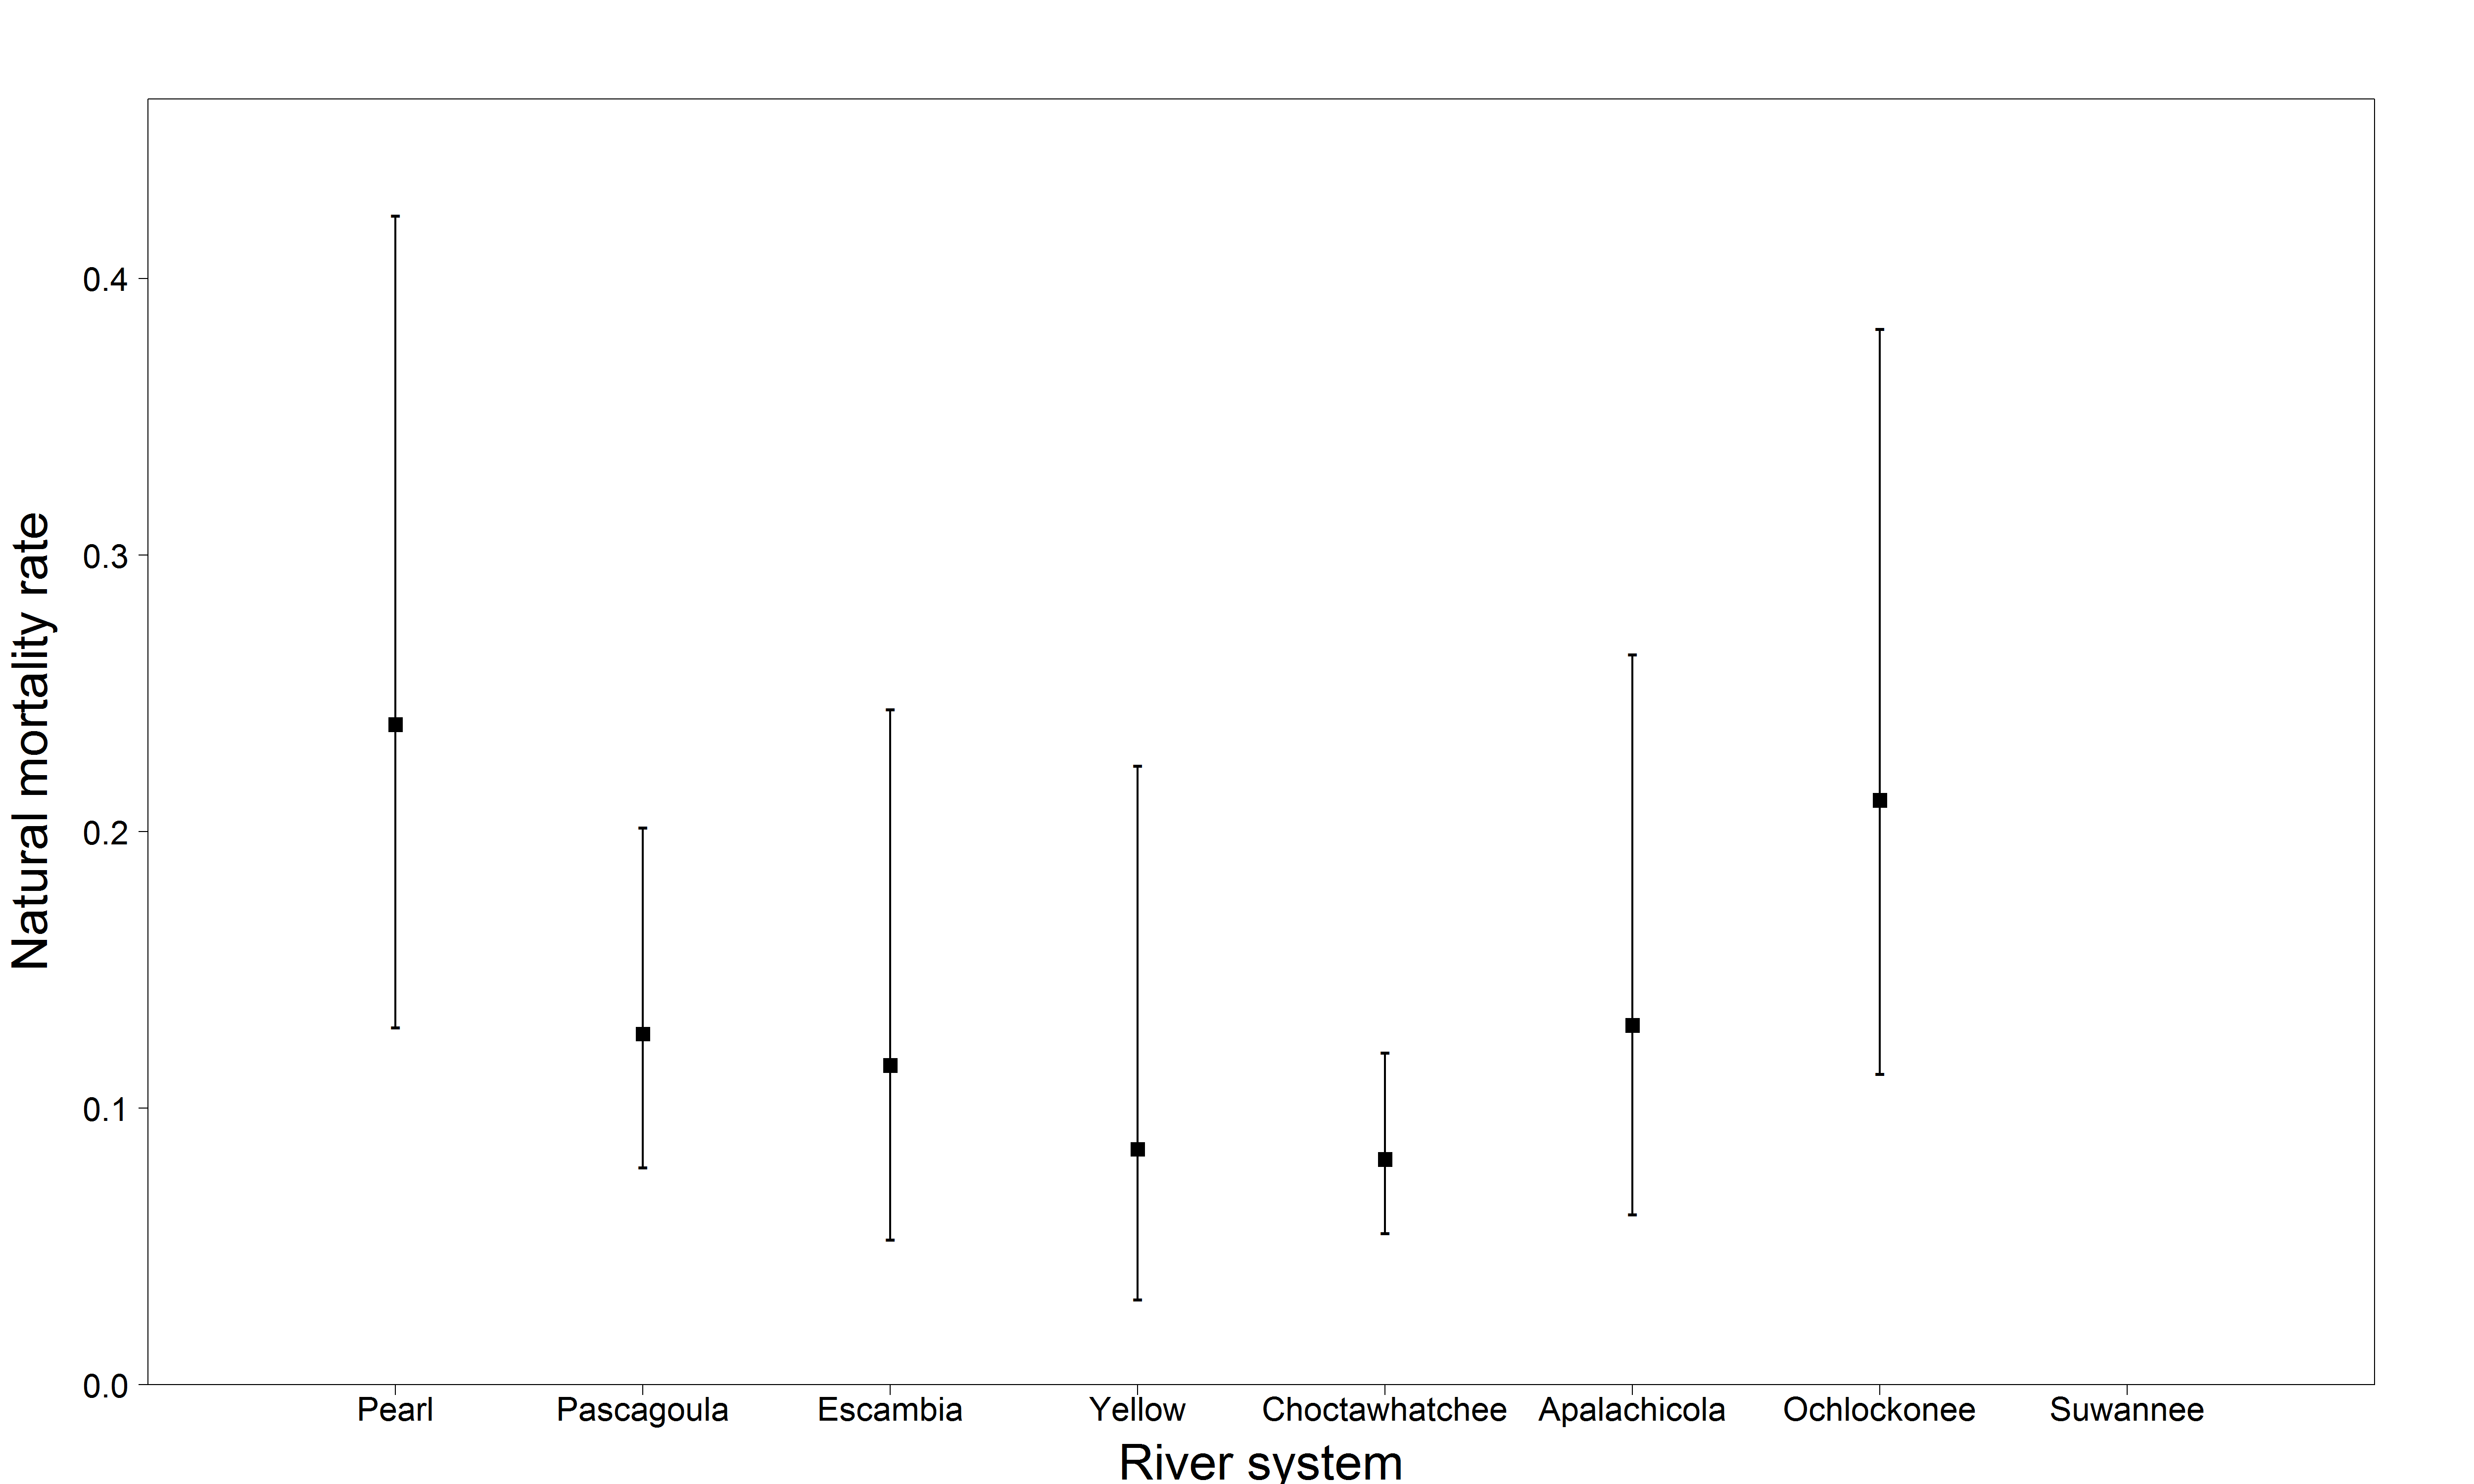 Natural mortality rate
0.4
0.3
0.2
0.1
0.0
Pearl Pascagoula Escambia Yellow Choctawhatchee Apalachicola Ochlockonee Suwannee
River system